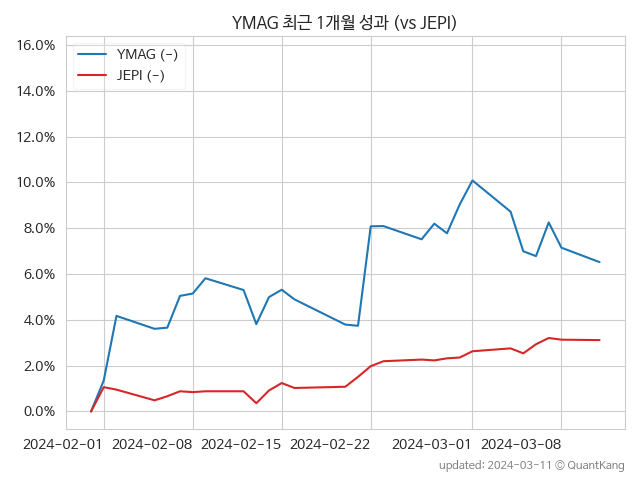 YMAG 최근 1개월 성과 (vs JEPI)
YMAG (-)
JEPI (-)
16.0%
14.0%
12.0%
10.0%
8.0%
6.0%
4.0%
2.0%
0.0%
2024-02-01 2024-02-08 2024-02-15 2024-02-22 2024-03-01 2024-03-08
updated: 2024-03-11 © QuantKang